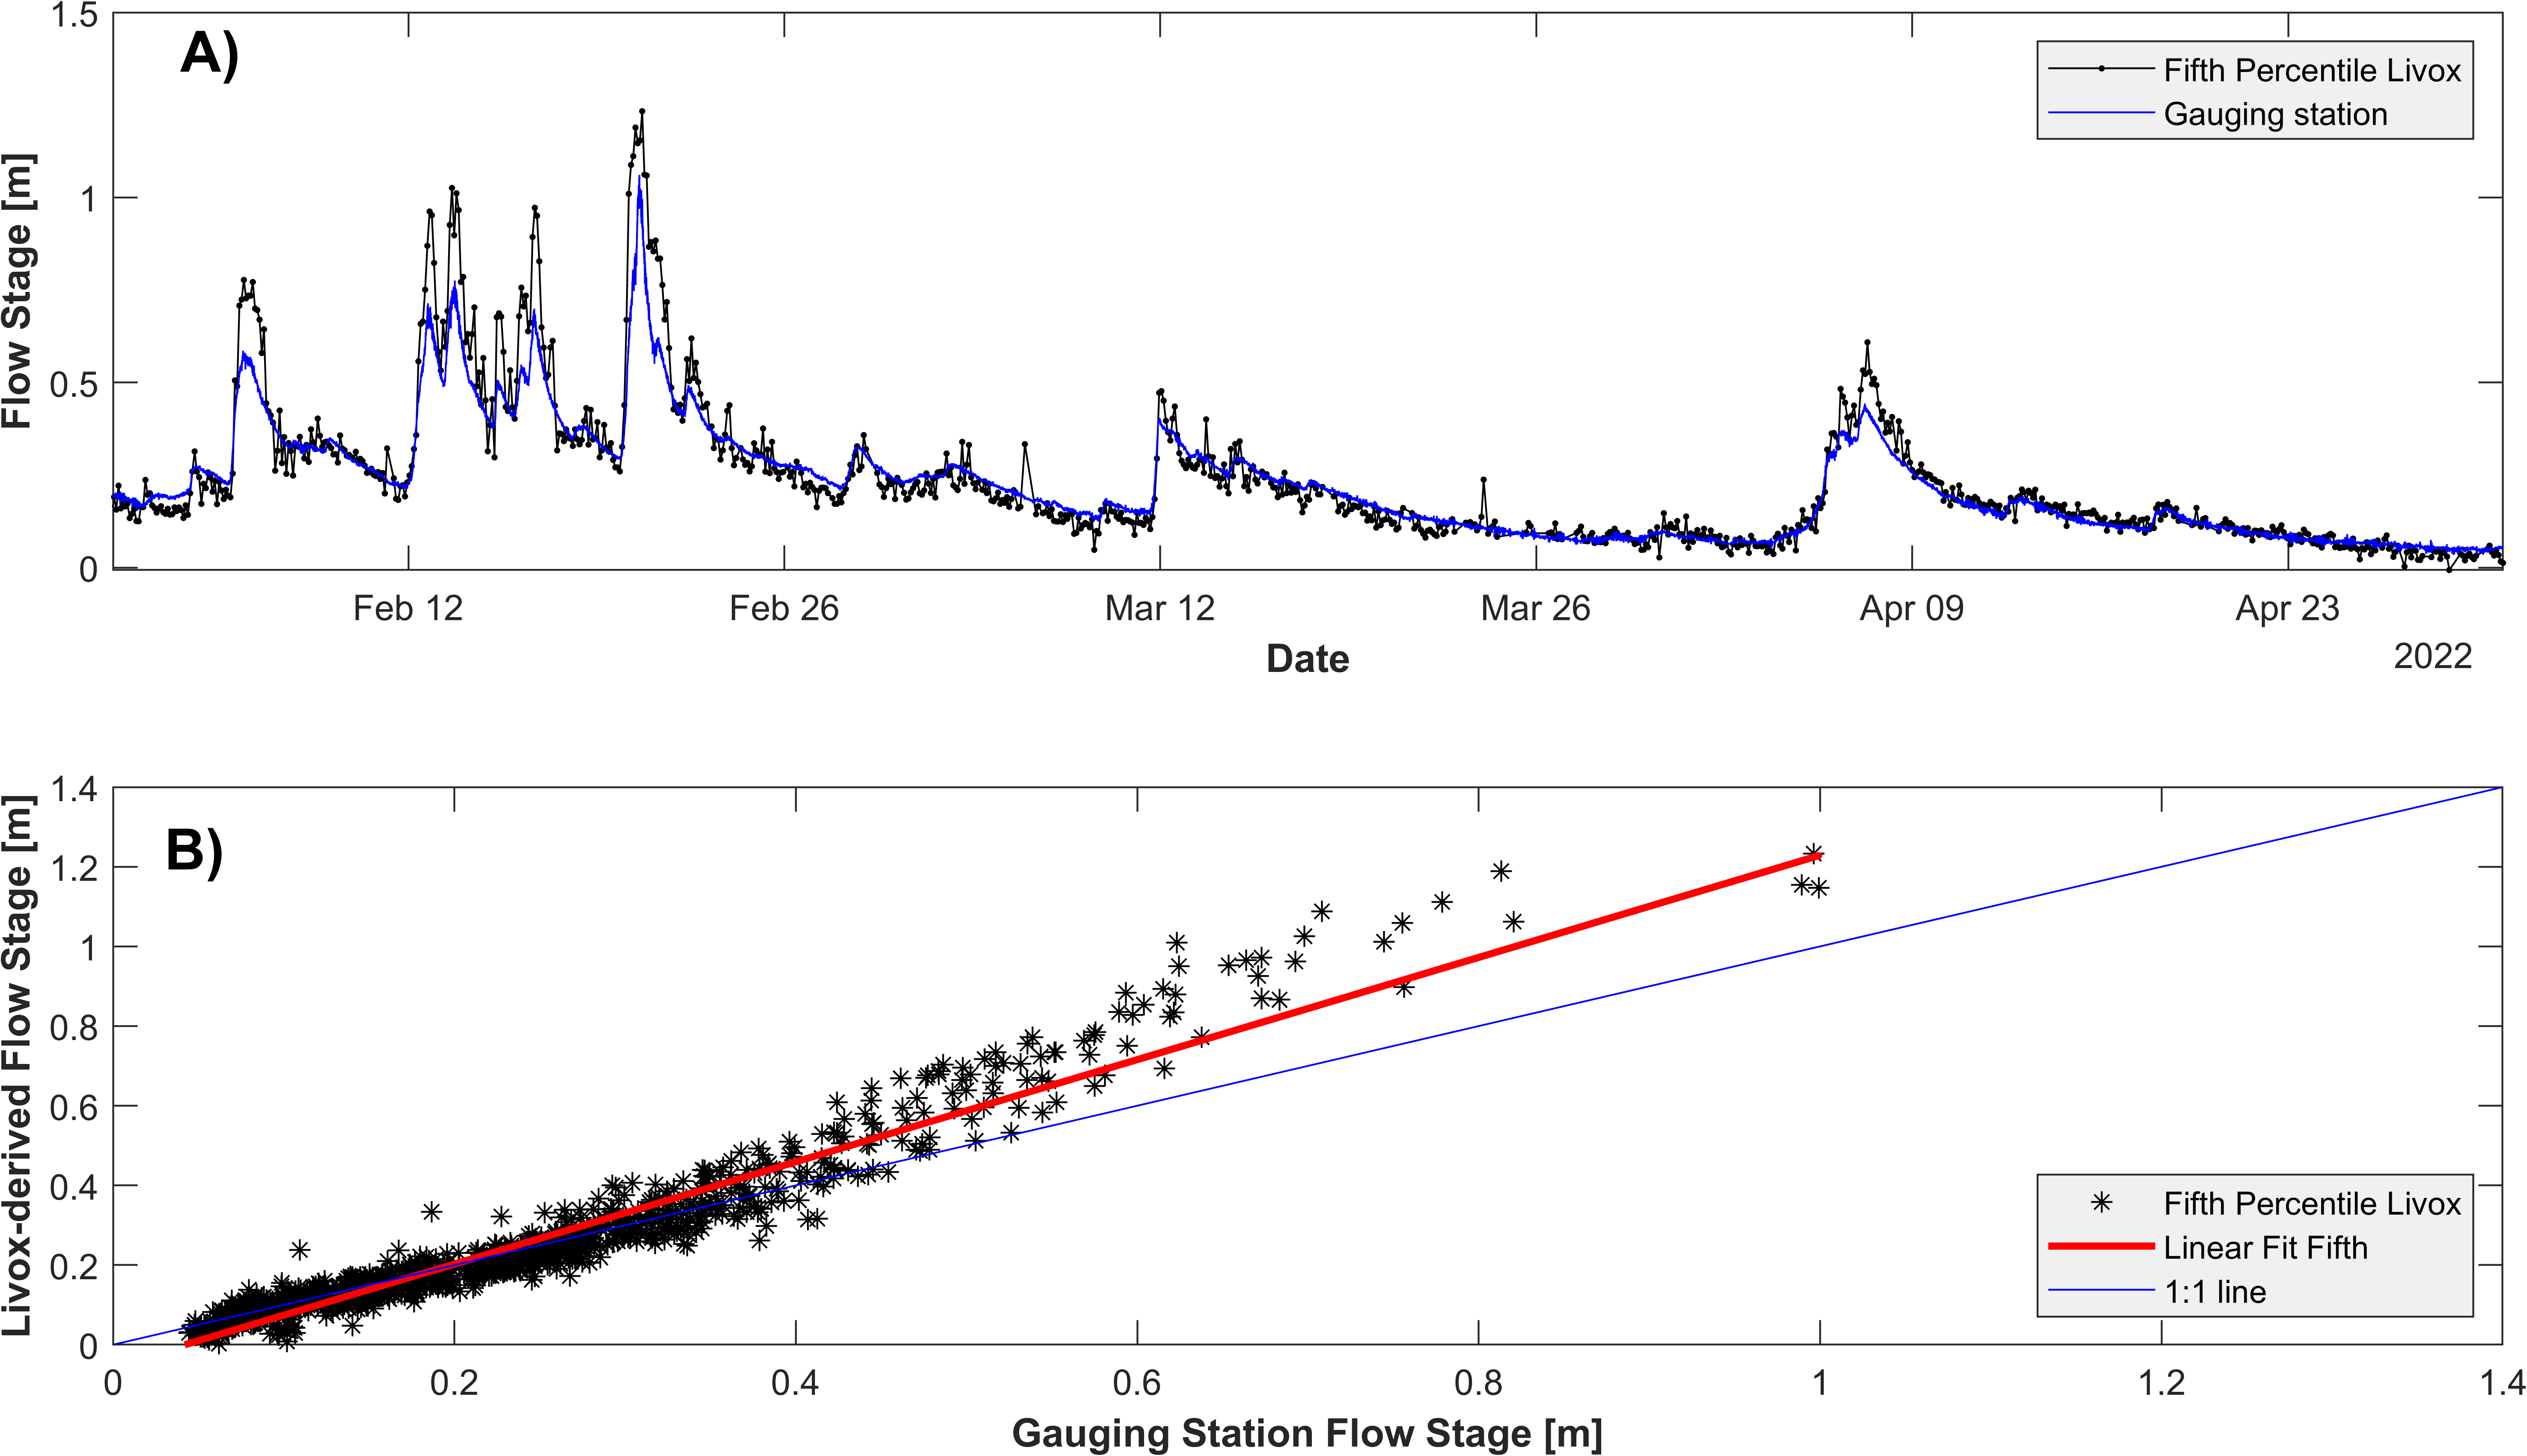 A)
Fifth Percentile Livox
Gauging station
Flow Stage [m]
1.5
1
0.5
0
Feb 12 Feb 26 Mar 12 Mar 26 Apr 09 Apr 23
Date
2022
B)
Livox-derived Flow Stage [m]
1.4
1.2
1
0.8
0.6
0.4
0.2
0
Fifth Percentile Livox
Linear Fit Fifth
1:1 line
0 0.2 0.4 0.6 0.8 1 1.2 1.4
Gauging Station Flow Stage [m]